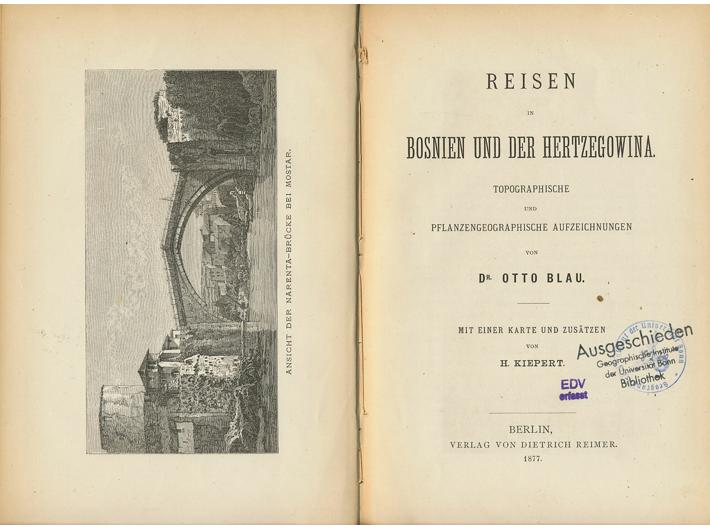 ANSICHT DER NARENTA-BRÜCKE BEI MOSTAR.
REISEN
IN
BOSNIEN UND DER HERTZEGOWINA.
TOPOGRAPHISCHE
UND
PFLANZENGEOGRAPHISCHE AUFZEICHNUNGEN
VON
DR. OTTO BLAU.
MIT EINER KARTE UND ZUSÄTZEN
VON
H. KIEPERT.
Ausgeschieden
Geographische Institute
der Universität Bonn
Bibliothek
EDV
erfasst
BERLIN,
VERLAG VON DIETRICH REIMER.
1877.